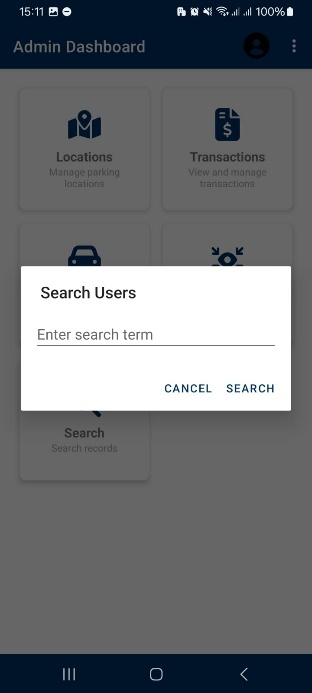 15:11
100%
Admin Dashboard
Locations
Manage parking
locations
Transactions
View and manage
transactions
Search Users
Enter search term
CANCEL
SEARCH
Search
Search records